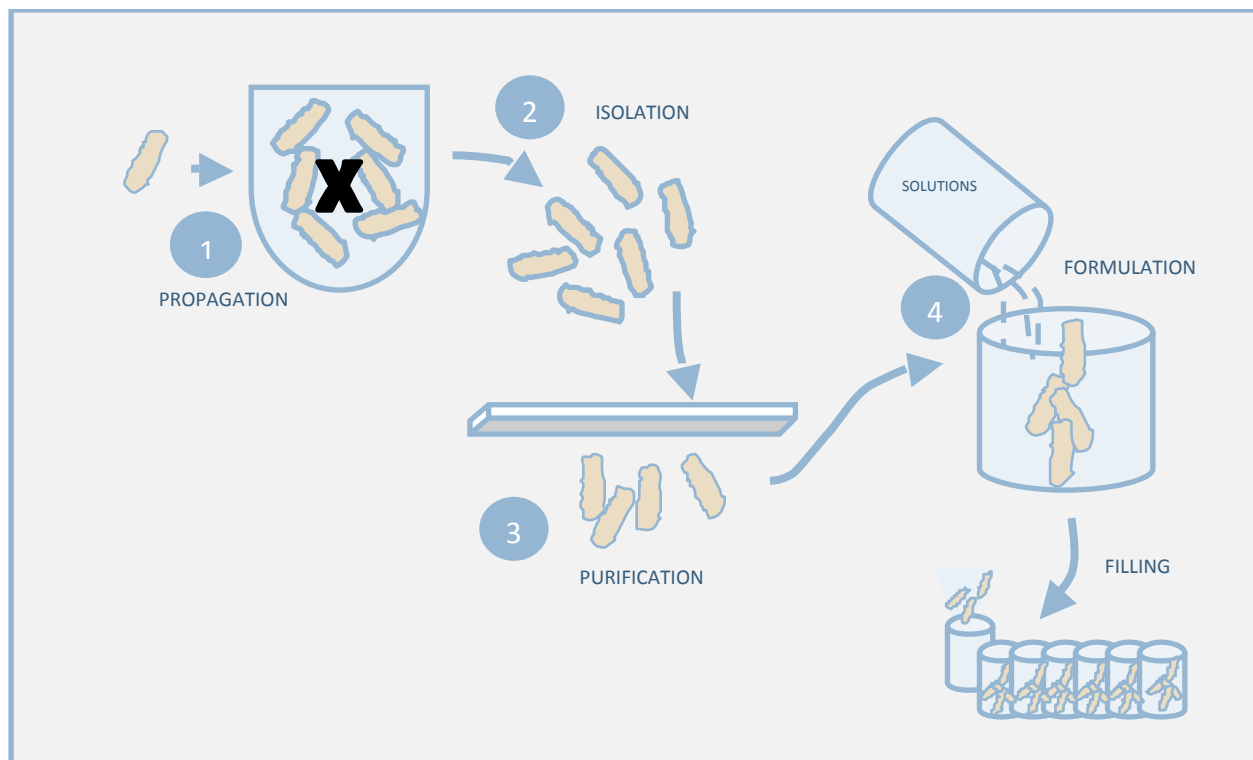 1
PROPAGATION
X
2
ISOLATION
3
PURIFICATION
SOLUTIONS
4
FORMULATION
FILLING